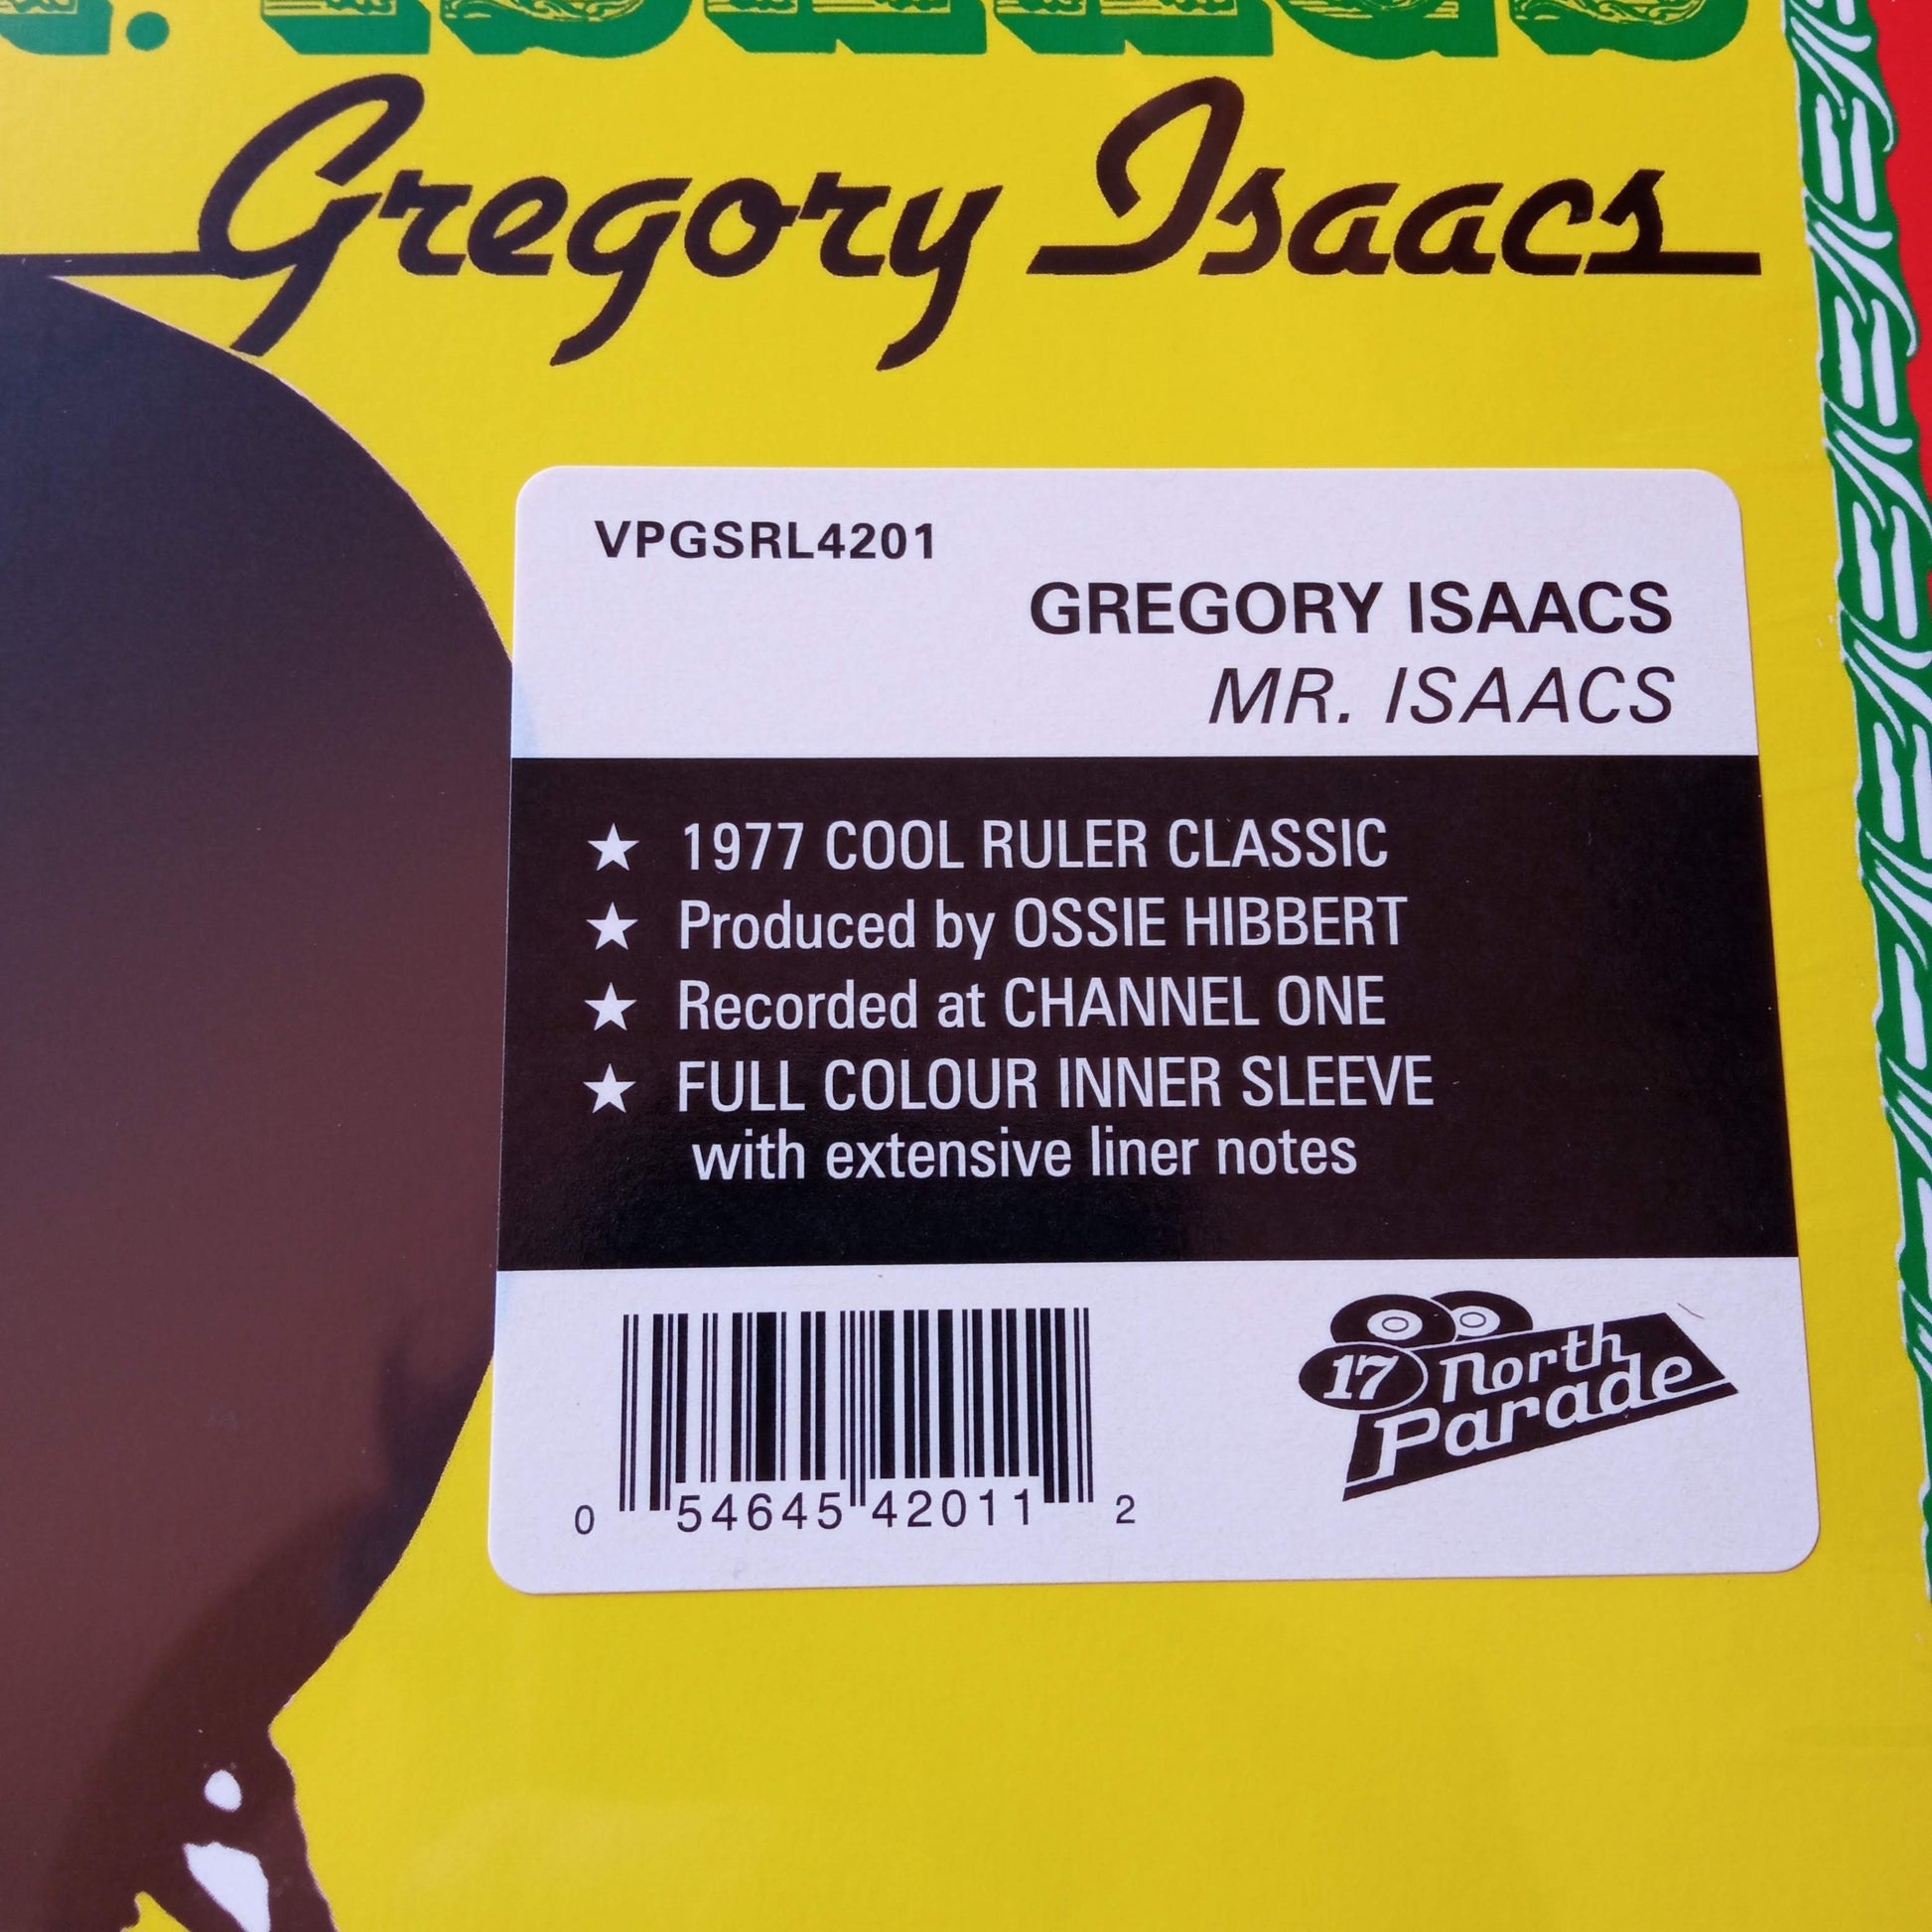 . ISAACS
Gregory Isaacs
VPGSRL4201
GREGORY ISAACS
MR. ISAACS
★ 1977 COOL RULER CLASSIC
★ Produced by OSSIE HIBBERT
★ Recorded at CHANNEL ONE
★ FULL COLOUR INNER SLEEVE
with extensive liner notes
17 North
Parade
0 54645 42011 2